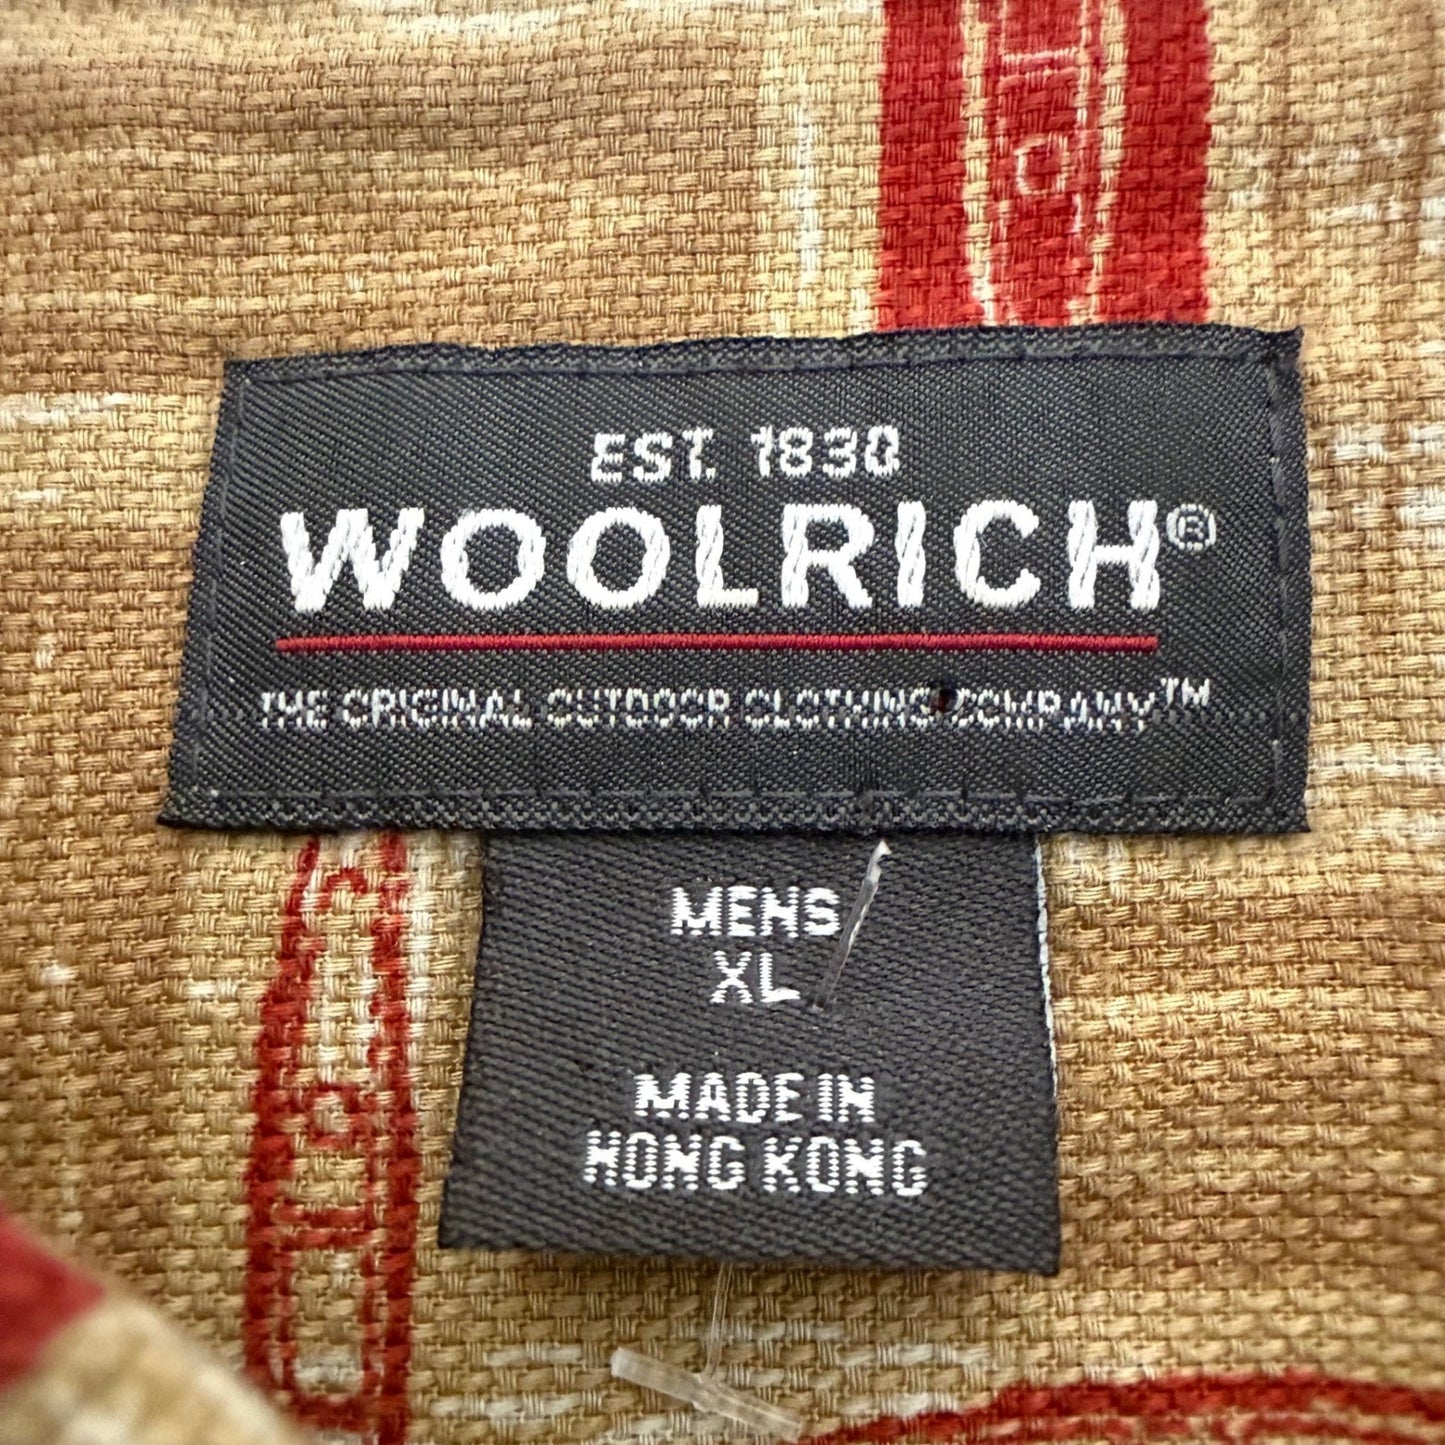 EST. 1830
WOOLRICH®
THE ORIGINAL OUTDOOR CLOTHING COMPANY™
MENS
XL
MADE IN
HONG KONG